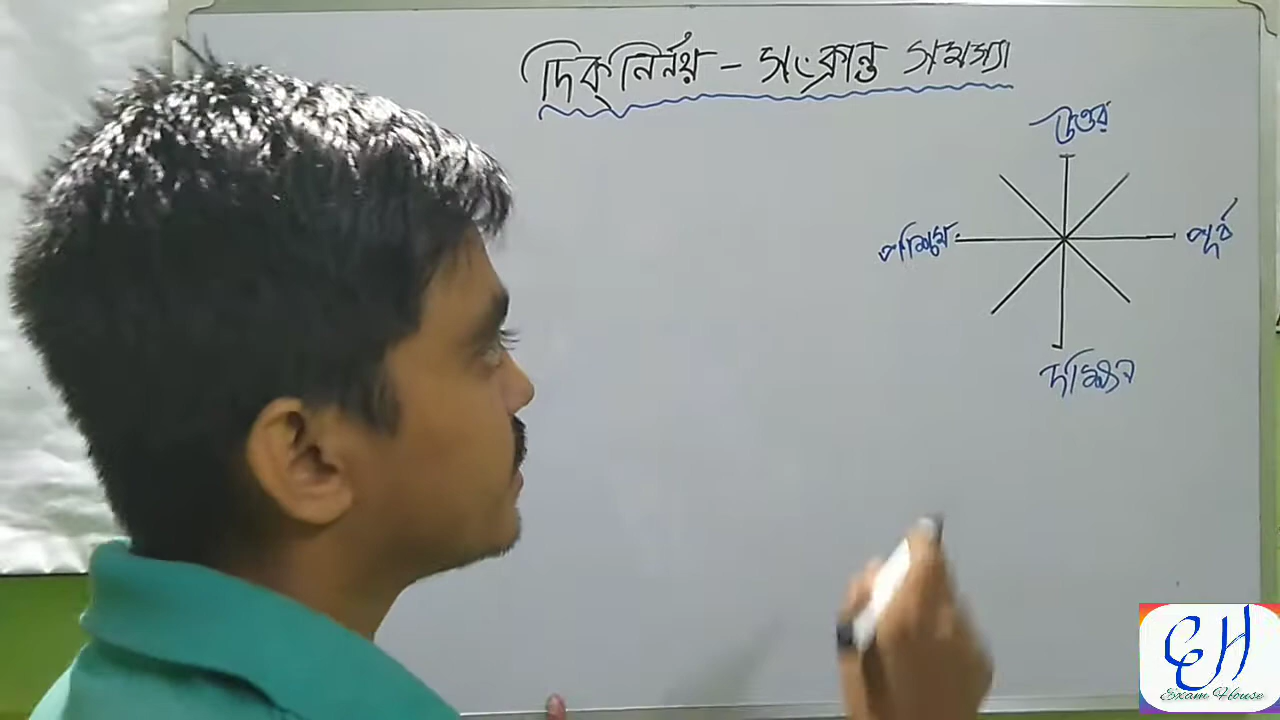 দিক্ নির্ণয় - সংক্রান্ত সমস্যা
উত্তর
পশ্চিম
পূর্ব
দক্ষিণ
EH
Exam House